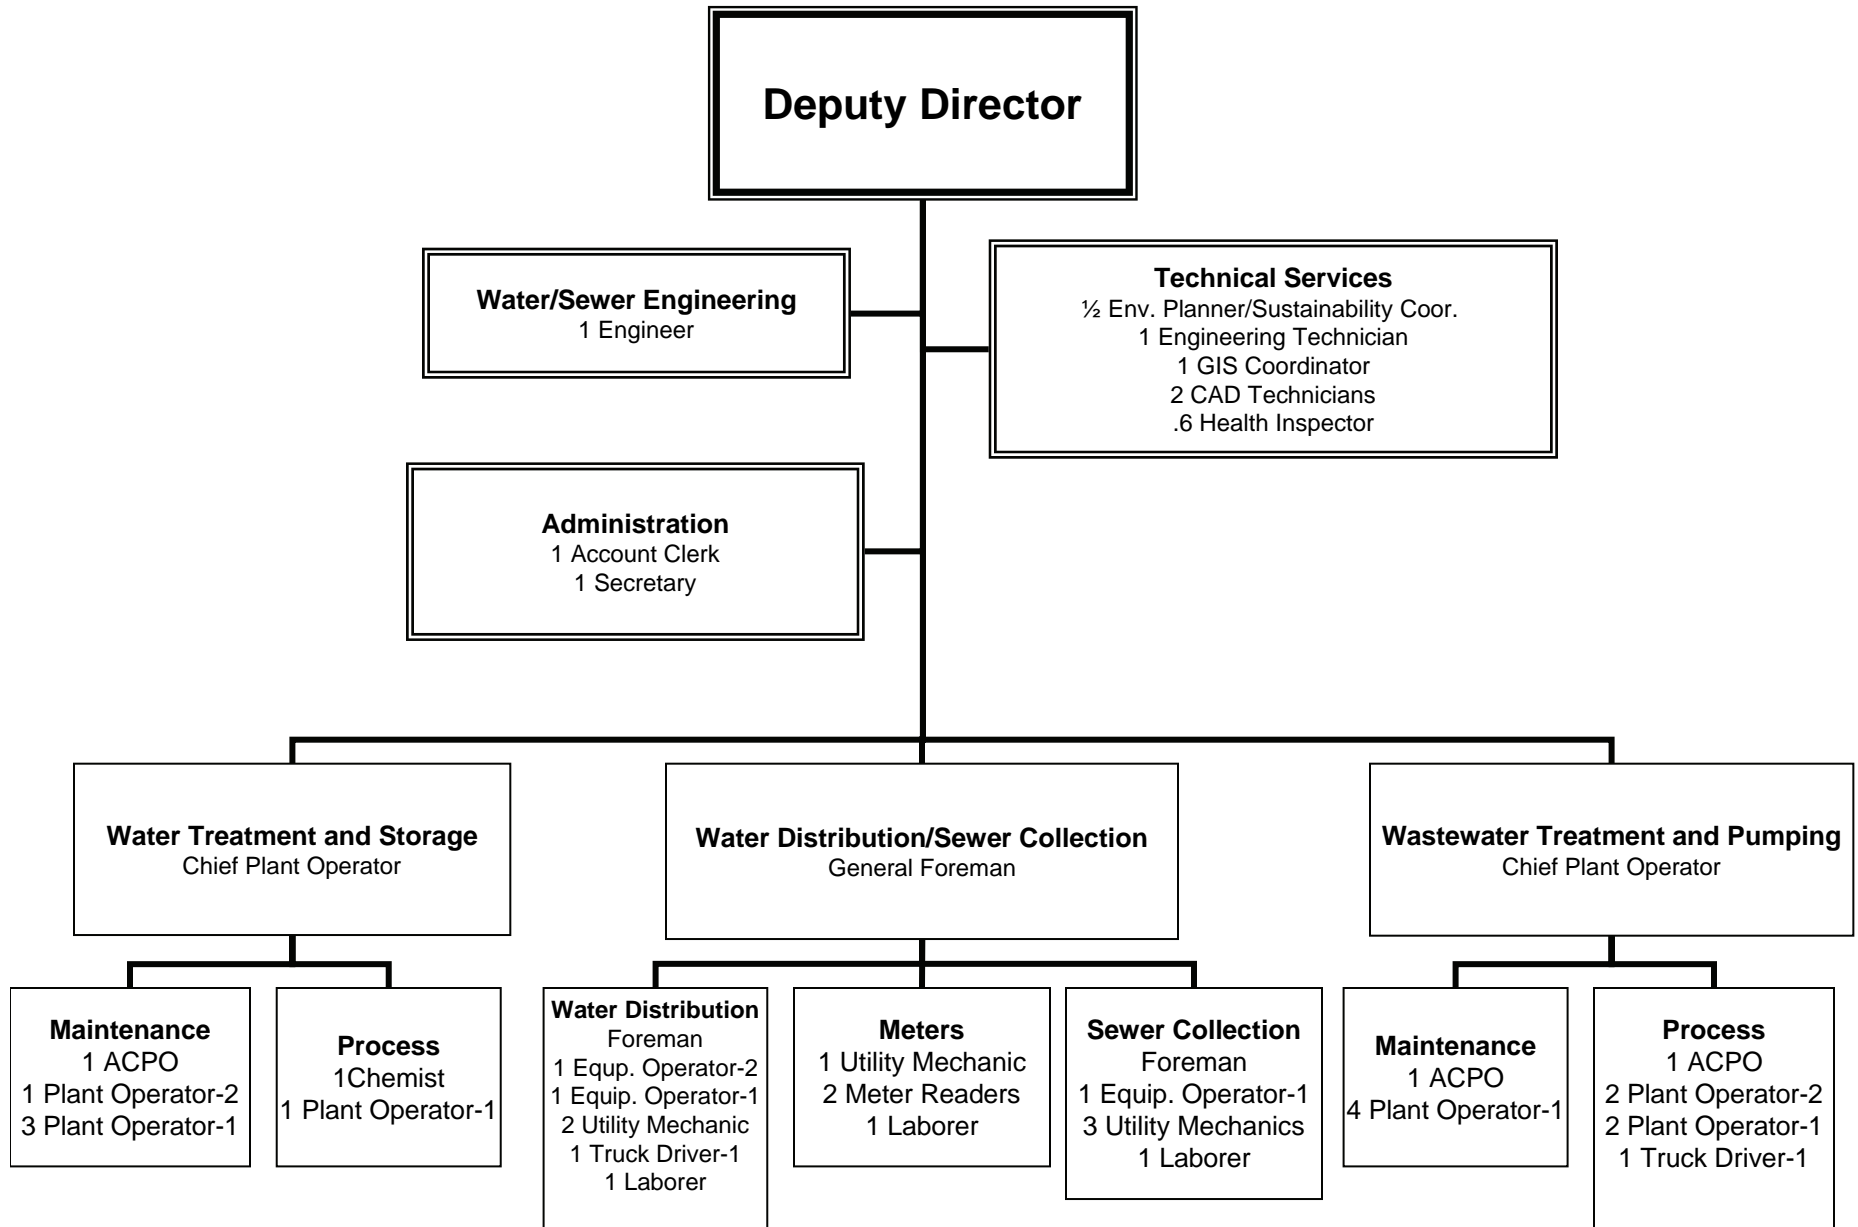 Deputy Director
Water/Sewer Engineering
1 Engineer
Technical Services
½ Env. Planner/Sustainability Coor.
1 Engineering Technician
1 GIS Coordinator
2 CAD Technicians
.6 Health Inspector
Administration
1 Account Clerk
1 Secretary
Water Treatment and Storage
Chief Plant Operator
Water Distribution/Sewer Collection
General Foreman
Wastewater Treatment and Pumping
Chief Plant Operator
Maintenance
1 ACPO
1 Plant Operator-2
3 Plant Operator-1
Process
1Chemist
1 Plant Operator-1
Water Distribution
Foreman
1 Equp. Operator-2
1 Equip. Operator-1
2 Utility Mechanic
1 Truck Driver-1
1 Laborer
Meters
1 Utility Mechanic
2 Meter Readers
1 Laborer
Sewer Collection
Foreman
1 Equip. Operator-1
3 Utility Mechanics
1 Laborer
Maintenance
1 ACPO
4 Plant Operator-1
Process
1 ACPO
2 Plant Operator-2
2 Plant Operator-1
1 Truck Driver-1